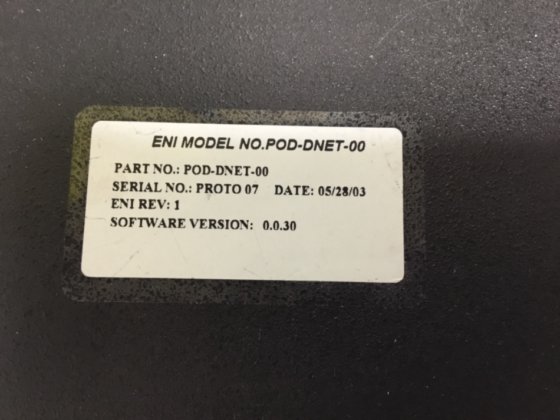 ENI MODEL NO.POD-DNET-00
PART NO.: POD-DNET-00
SERIAL NO.: PROTO 07 DATE: 05/28/03
ENI REV: 1
SOFTWARE VERSION: 0.0.30